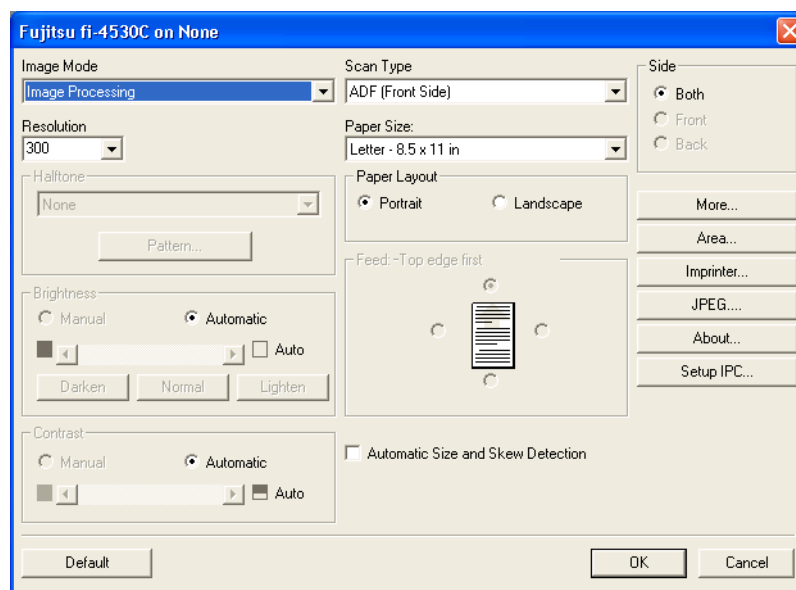 Fujitsu fi-4530C on None
Image Mode
Image Processing
Scan Type
ADF (Front Side)
Side
Both
Front
Back
Resolution
300
Paper Size:
Letter - 8.5 x 11 in
Halftone
None
Pattern...
Paper Layout
Portrait
Landscape
More...
Area...
Imprinter...
JPEG....
About...
Setup IPC...
Feed:-Top edge first
Brightness
Manual
Automatic
Auto
Darken
Normal
Lighten
Contrast
Manual
Automatic
Auto
Automatic Size and Skew Detection
Default
OK
Cancel